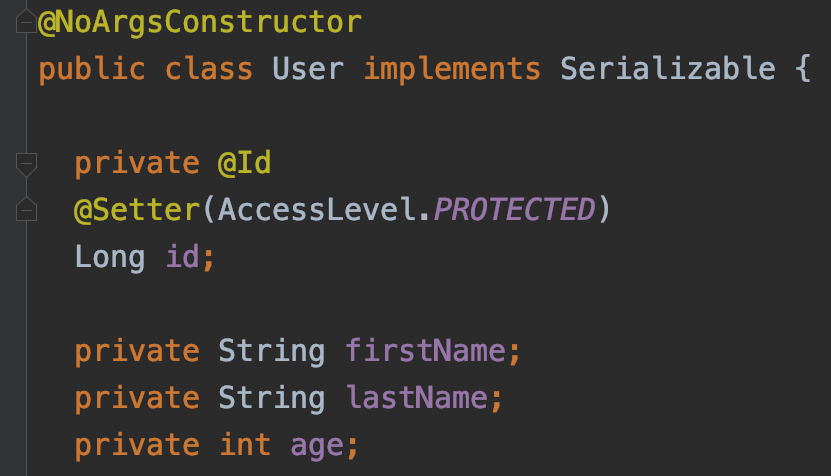 @NoArgsConstructor
public class User implements Serializable {
private @Id
@Setter(AccessLevel.PROTECTED)
Long id;
private String firstName;
private String lastName;
private int age;